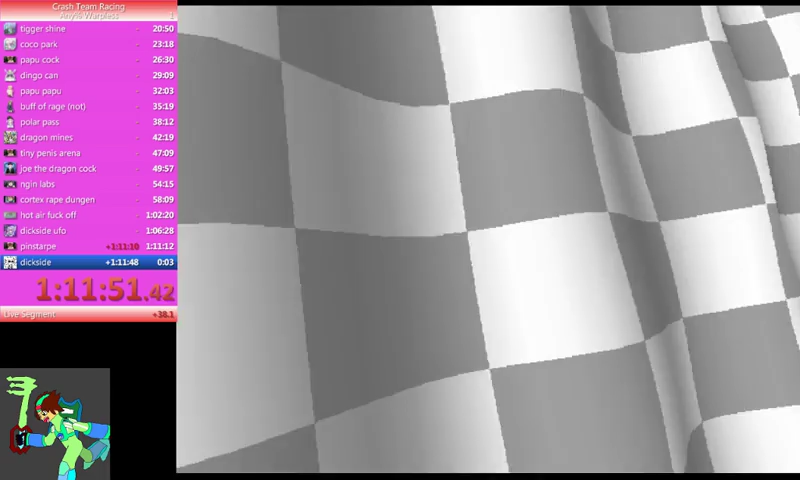 Crash Team Racing
Any% Warpless 1
tigger shine - 20:50
coco park - 23:18
papu cock - 26:30
dingo can - 29:09
papu papu - 32:03
buff of rage (not) - 35:19
polar pass - 38:12
dragon mines - 42:19
tiny penis arena - 47:09
joe the dragon cock - 49:57
ngin labs - 54:15
cortex rape dungen - 58:09
hot air fuck off - 1:02:20
dickside ufo - 1:06:28
pinstarpe +1:11:10 1:11:12
dickside +1:11:48 0:03
1:11:51.42
Live Segment +38.1